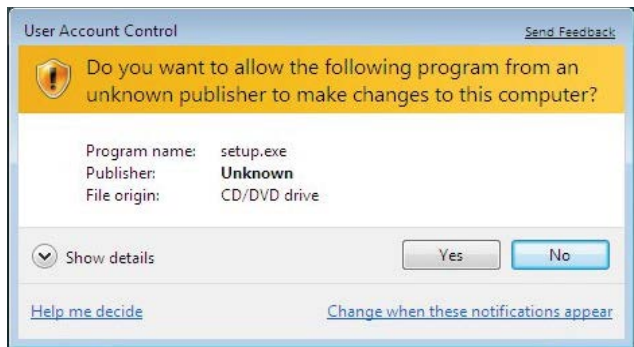 User Account Control
Send Feedback
Do you want to allow the following program from an
unknown publisher to make changes to this computer?
Program name: setup.exe
Publisher: Unknown
File origin: CD/DVD drive
Show details
Yes
No
Help me decide
Change when these notifications appear